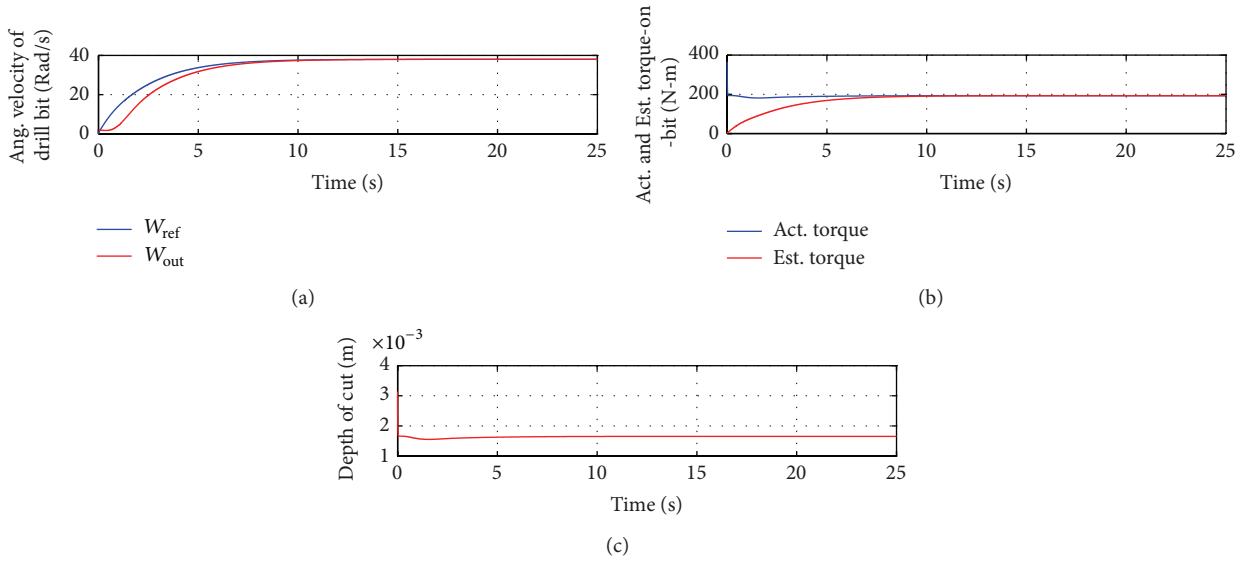 Ang. velocity of
drill bit (Rad/s)
40
20
0
0
5
10
15
20
25
Time (s)
W_ref
W_out
(a)
Act. and Est. torque-on
-bit (N-m)
400
200
0
0
5
10
15
20
25
Time (s)
Act. torque
Est. torque
(b)
×10⁻³
Depth of cut (m)
4
3
2
1
0
5
10
15
20
25
Time (s)
(c)